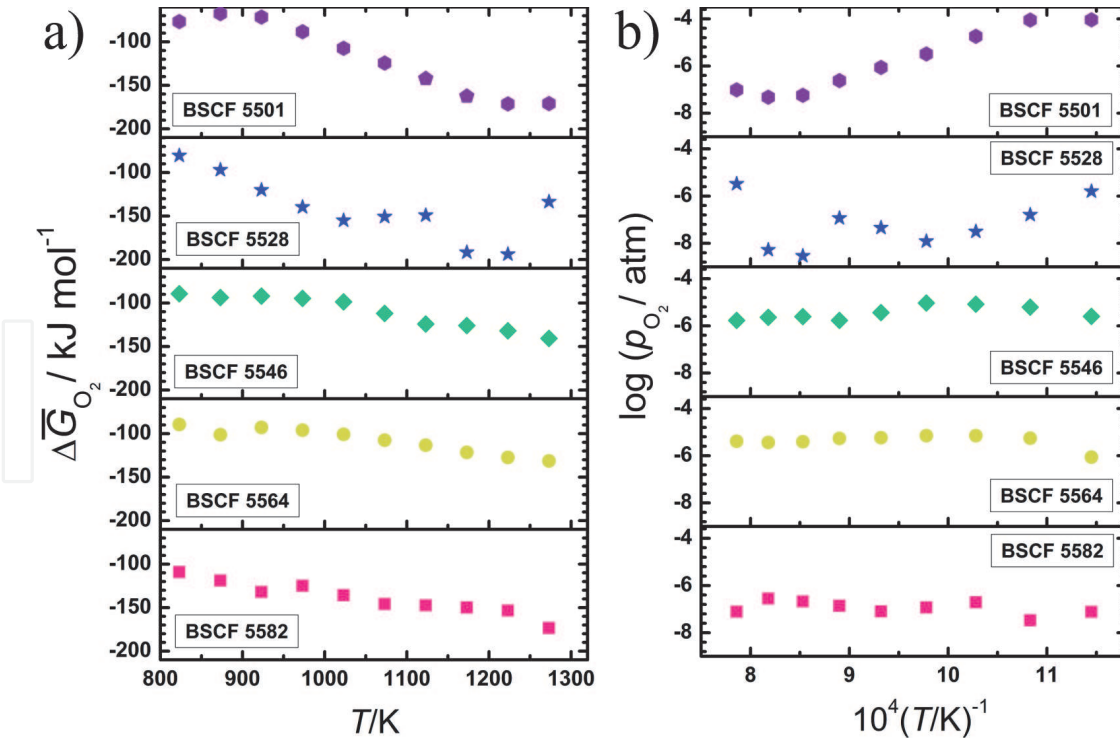 a)
-100
-150
-200
BSCF 5501
-100
-150
-200
BSCF 5528
-100
-150
-200
BSCF 5546
-100
-150
-200
BSCF 5564
-100
-150
-200
BSCF 5582
800 900 1000 1100 1200 1300
T/K
ΔG̅O₂ / kJ mol⁻¹
b)
-4
-6
-8
BSCF 5501
-4
-6
-8
BSCF 5528
-4
-6
-8
BSCF 5546
-4
-6
-8
BSCF 5564
-4
-6
-8
BSCF 5582
8 9 10 11
10⁴(T/K)⁻¹
log (pO₂ / atm)